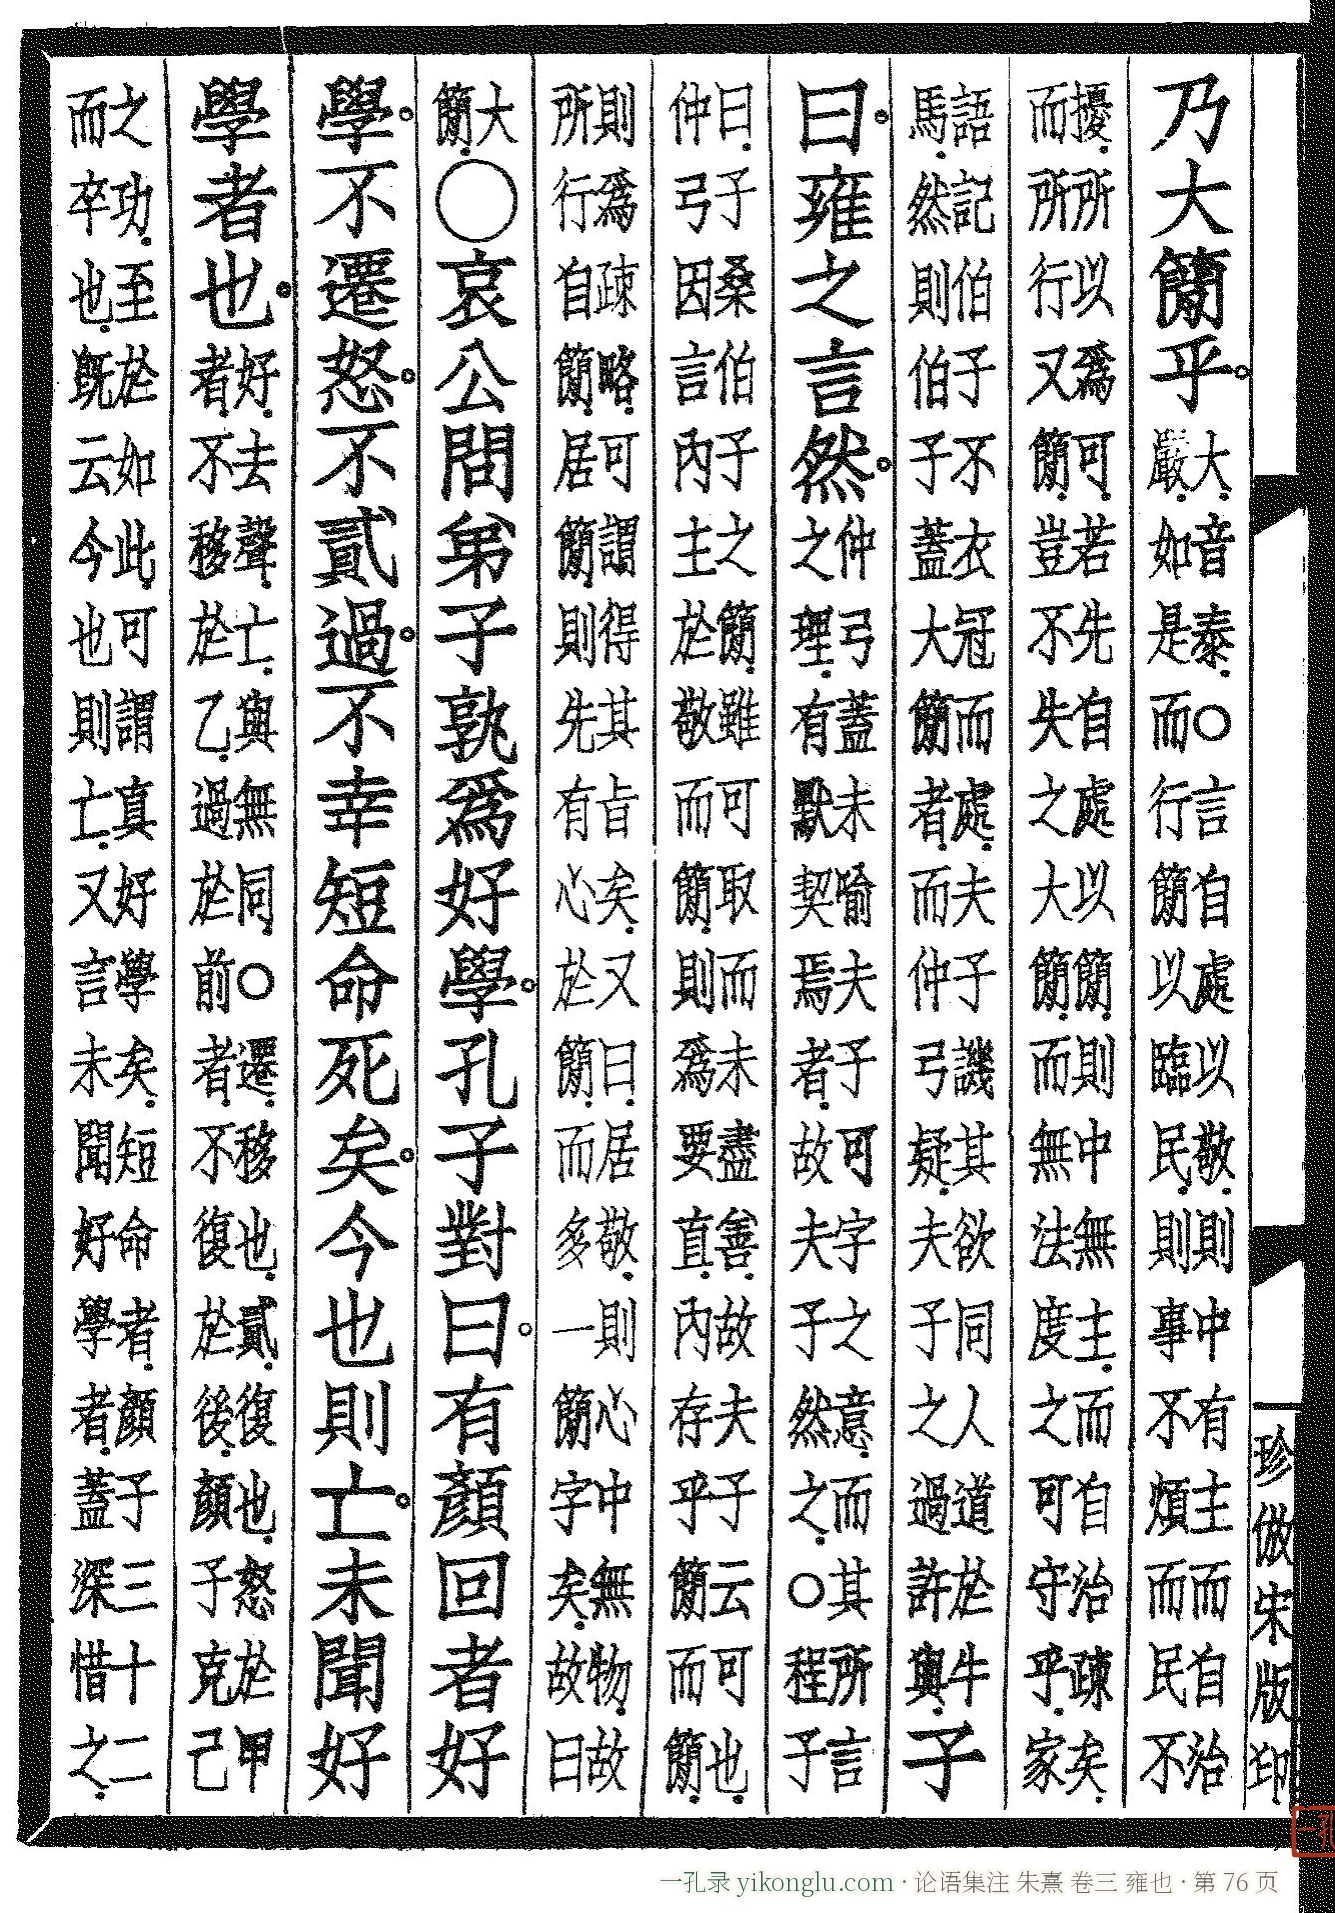 乃大簡乎。大音泰○言自處以敬則中有主而自治嚴如是而行簡以臨民則事不煩而民不
擾所以爲可若先自處以簡則中無主而自治疎矣而所行又簡豈不失之大簡而無法度之可守乎家
語記伯子不衣冠而處夫子譏其欲同人道於牛馬然則伯子蓋大簡者而仲弓疑夫子之過許與子
曰雍之言然仲弓蓋未喻夫子可字之意而其所言之理有默契焉者故夫子然之○程子
曰子桑伯子之簡雖可取而未盡善故夫子云可也仲弓因言內主於敬而簡則爲要直內存乎簡而簡
則爲疎略可謂得其旨矣又曰居敬則心中無物故所行自簡居簡則先有心於簡而多一簡字矣故曰
大簡○哀公問弟子孰爲好學孔子對曰有顏回者好
學不遷怒不貳過不幸短命死矣今也則亡未聞好
學者也好去聲亡與無同○遷移也貳復也怒於甲者不移於乙過於前者不復於後顏子克己
之功至於如此可謂真好學矣短命者顏子三十二而卒也既云今也則亡又言未聞好學者蓋深惜之
珍倣宋版印
一孔录 yikonglu.com · 论语集注 朱熹 卷三 雍也 · 第 76 页